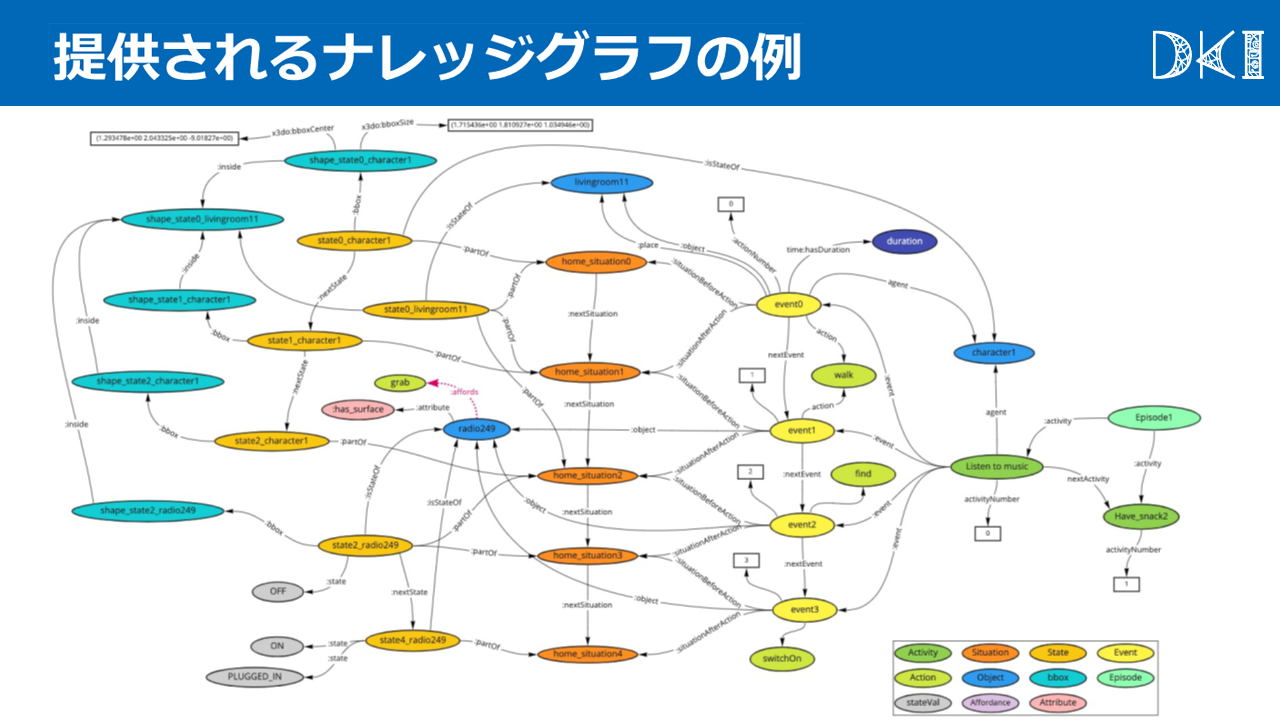 提供されるナレッジグラフの例
DKI
x3do:bboxCenter
x3do:bboxSize
(1.293478e+00 2.043325e+00 -9.01827e+00)
(1.715436e+00 1.810927e+00 1.034946e+00)
shape_state0_character1
:inside
:isStateOf
:bbox
livingroom11
shape_state0_livingroom11
:isStateOf
0
state0_character1
:partOf
:place
:object
:actionNumber
time:hasDuration
duration
:inside
home_situation0
:situationBeforeAction
:nextState
:partOf
agent
shape_state1_character1
state0_livingroom11
event0
:nextSituation
:inside
:bbox
state1_character1
:partOf
:situationAfterAction
action
:partOf
nextEvent
character1
:nextState
home_situation1
1
walk
:event
shape_state2_character1
grab
:affords
:partOf
:situationBeforeAction
:has_surface
:attribute
:nextSituation
action
agent
:activity
Episode1
:inside
radio249
:object
event1
:event
:bbox
state2_character1
:partOf
:situationAfterAction
:activity
Listen to music
home_situation2
2
:nextEvent
find
nextActivity
:isStateOf
:isStateOf
:object
:situationBeforeAction
activityNumber
:event
shape_state2_radio249
:nextSituation
Have_snack2
:partOf
event2
:bbox
0
state2_radio249
:partOf
home_situation3
:situationAfterAction
:event
activityNumber
3
:nextEvent
:state
OFF
:nextState
:situationBeforeAction
1
:object
:nextSituation
event3
:state
ON
state4_radio249
:partOf
:situationAfterAction
:state
home_situation4
switchOn
PLUGGED_IN
Activity Situation State Event
Action Object bbox Episode
stateVal Affordance Attribute